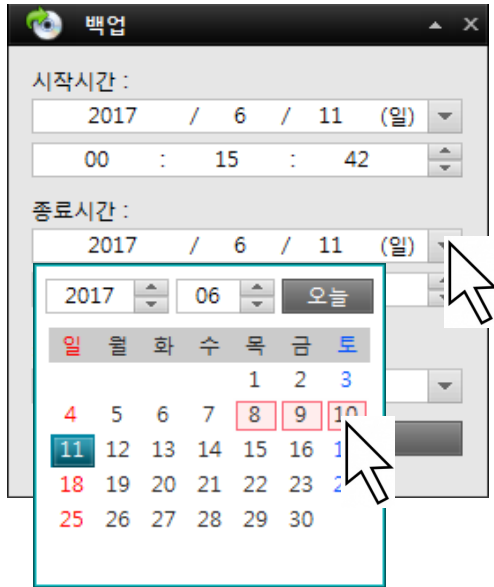 백업
시작시간 :
2017 / 6 / 11 (일)
00 : 15 : 42
종료시간 :
2017 / 6 / 11 (일)
2017 06 오늘
일 월 화 수 목 금 토
1 2 3
4 5 6 7 8 9 10
11 12 13 14 15 16
18 19 20 21 22 23
25 26 27 28 29 30